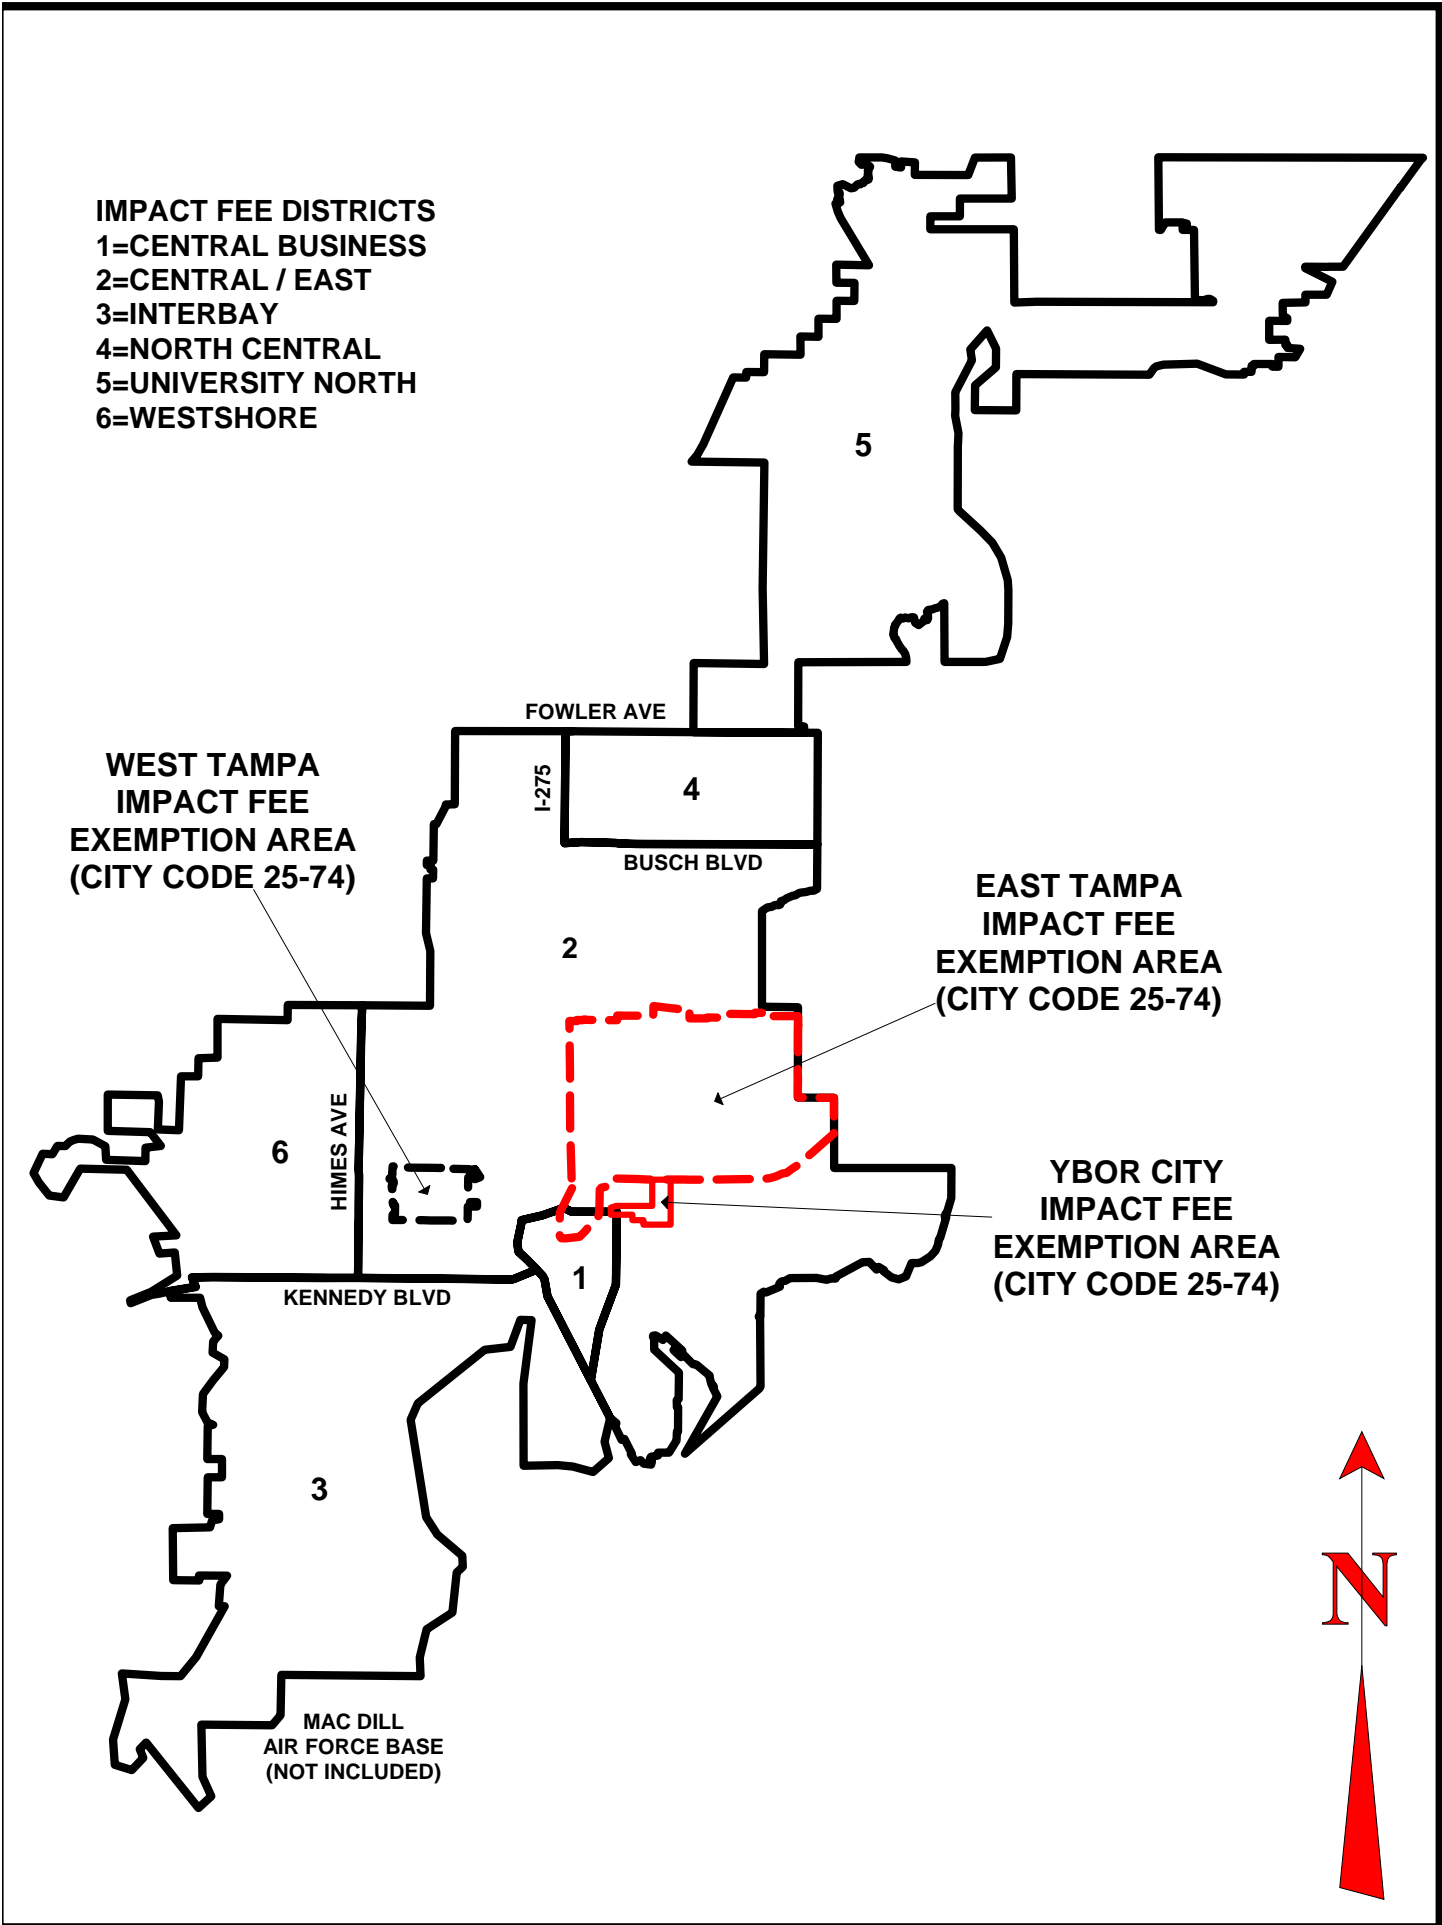 IMPACT FEE DISTRICTS
1=CENTRAL BUSINESS
2=CENTRAL / EAST
3=INTERBAY
4=NORTH CENTRAL
5=UNIVERSITY NORTH
6=WESTSHORE
5
FOWLER AVE
WEST TAMPA
IMPACT FEE
EXEMPTION AREA
(CITY CODE 25-74)
I-275
4
BUSCH BLVD
EAST TAMPA
IMPACT FEE
EXEMPTION AREA
(CITY CODE 25-74)
2
HIMES AVE
6
YBOR CITY
IMPACT FEE
EXEMPTION AREA
(CITY CODE 25-74)
1
KENNEDY BLVD
3
N
MAC DILL
AIR FORCE BASE
(NOT INCLUDED)